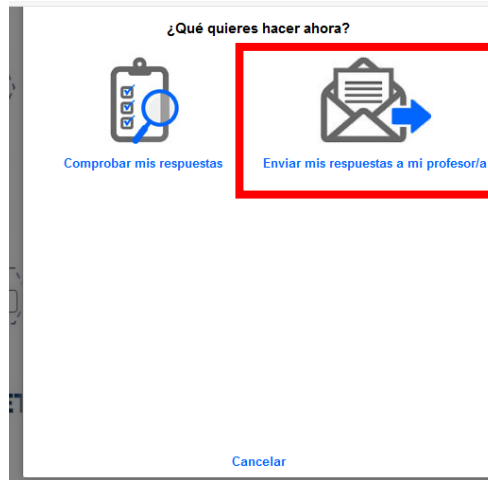 ¿Qué quieres hacer ahora?
Comprobar mis respuestas
Enviar mis respuestas a mi profesor/a
Cancelar